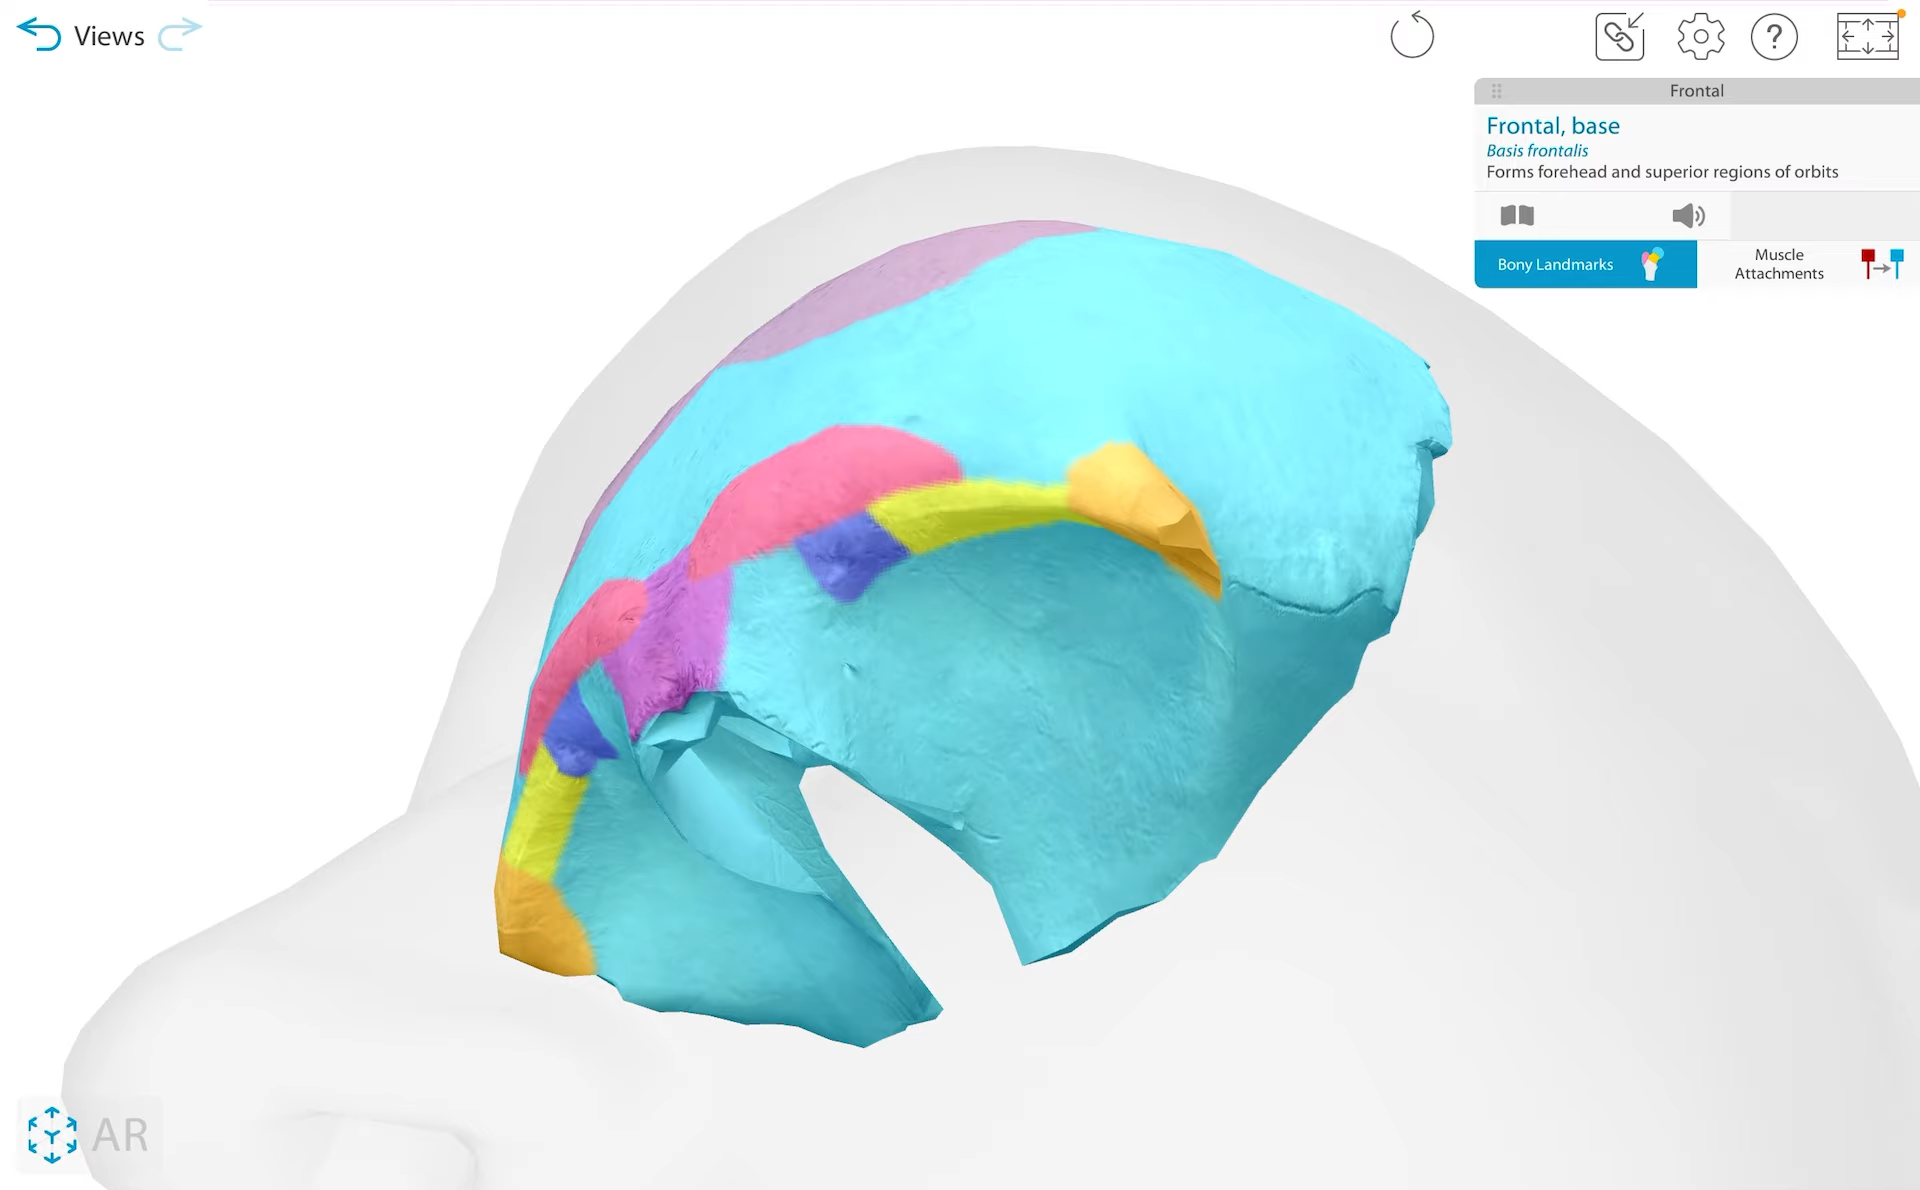 Views
?
Frontal
Frontal, base
Basis frontalis
Forms forehead and superior regions of orbits
Bony Landmarks
Muscle
Attachments
AR